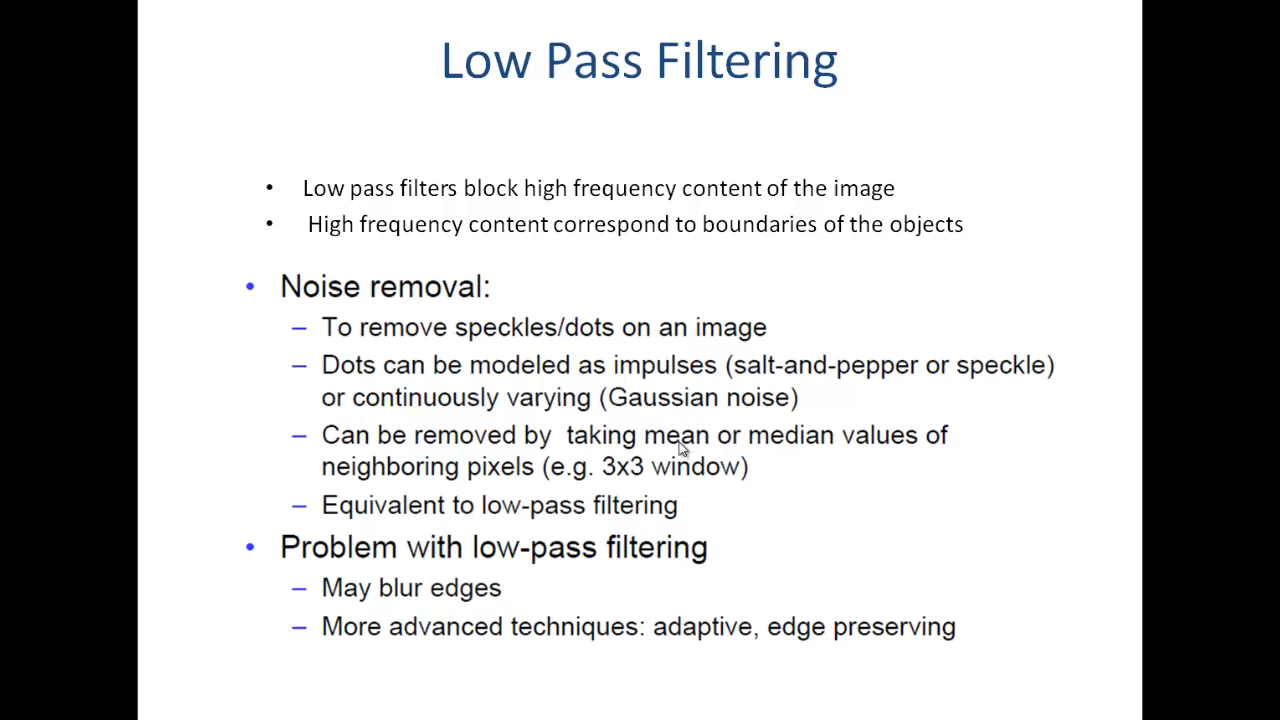 Low Pass Filtering
• Low pass filters block high frequency content of the image
• High frequency content correspond to boundaries of the objects
• Noise removal:
– To remove speckles/dots on an image
– Dots can be modeled as impulses (salt-and-pepper or speckle)
or continuously varying (Gaussian noise)
– Can be removed by taking mean or median values of
neighboring pixels (e.g. 3x3 window)
– Equivalent to low-pass filtering
• Problem with low-pass filtering
– May blur edges
– More advanced techniques: adaptive, edge preserving